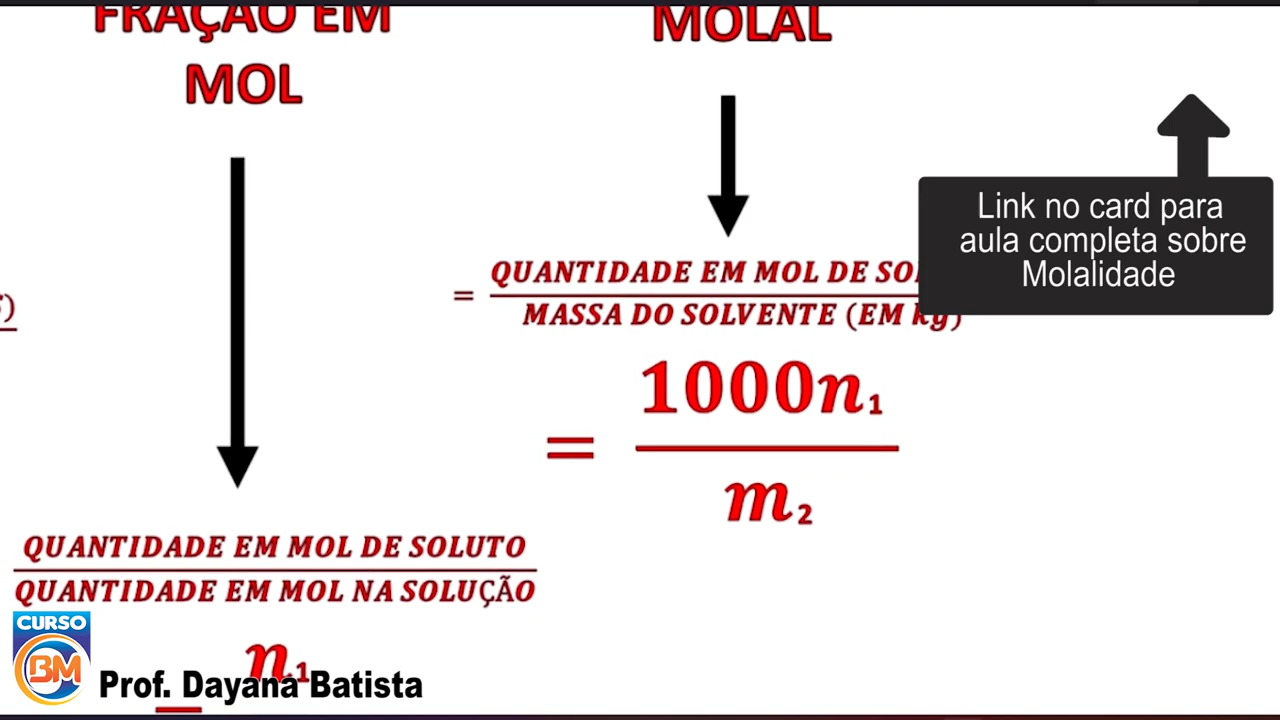 FRAÇÃO EM
MOL
MOLAL
Link no card para
aula completa sobre
Molalidade
= QUANTIDADE EM MOL DE
MASSA DO SOLVENTE (EM kg)
= 1000n₁
m₂
QUANTIDADE EM MOL DE SOLUTO
QUANTIDADE EM MOL NA SOLUÇÃO
n₁
CURSO
BM
Prof. Dayana Batista